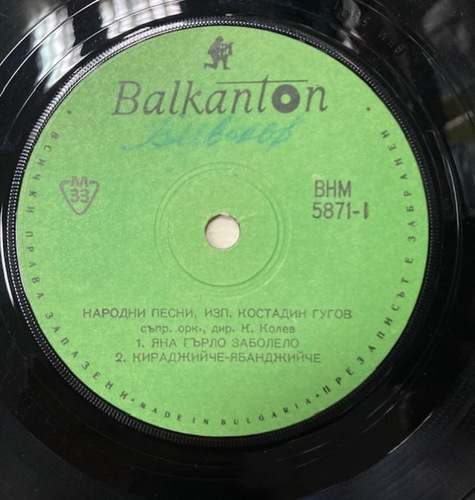 Balkanton
M
33
ВНМ
5871-I
НАРОДНИ ПЕСНИ, ИЗП. КОСТАДИН ГУГОВ
съпр. орк., дир. К. Колев
1. ЯНА ГЪРЛО ЗАБОЛЕЛО
2. КИРАДЖИЙЧЕ-ЯБАНДЖИЙЧЕ
ВСИЧКИ ПРАВА ЗАПАЗЕНИ • MADE IN BULGARIA • ПРЕЗАПИСЪТ Е ЗАБРАНЕН